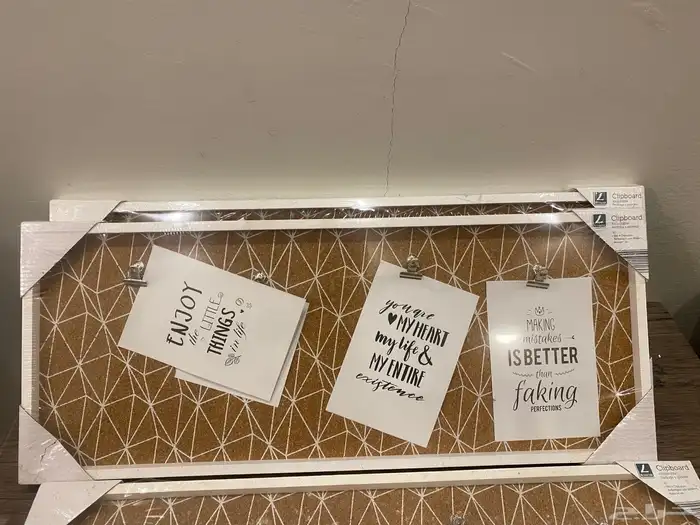 Clipboard
Clipboard
ENJOY
the LITTLE
THINGS
in life
you are
MY HEART
my life &
MY ENTIRE
existence
MAKING
mistakes
IS BETTER
than
faking
PERFECTIONS
Clipboard